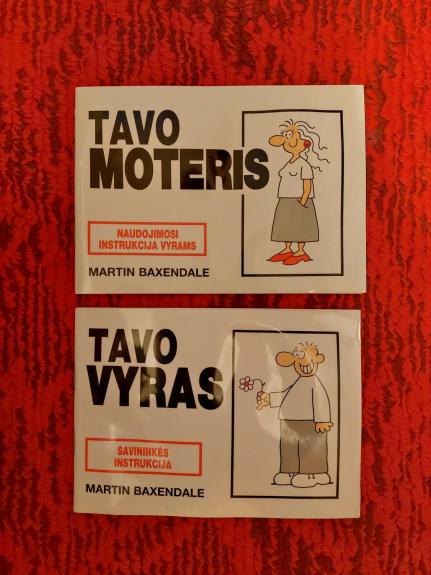 TAVO
MOTERIS
NAUDOJIMOSI
INSTRUKCIJA VYRAMS
MARTIN BAXENDALE
TAVO
VYRAS
SAVININKĖS
INSTRUKCIJA
MARTIN BAXENDALE